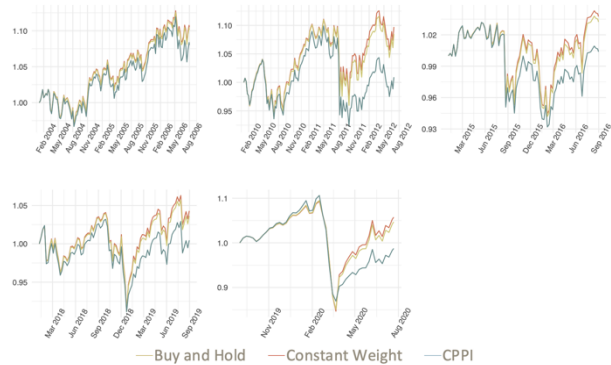 1.10
1.05
1.00
Feb 2004
May 2004
Aug 2004
Nov 2004
Feb 2005
May 2005
Aug 2005
Nov 2005
Feb 2006
May 2006
Aug 2006
1.10
1.05
1.00
0.95
Feb 2010
May 2010
Aug 2010
Nov 2010
Feb 2011
May 2011
Aug 2011
Nov 2011
Feb 2012
May 2012
Aug 2012
1.02
0.99
0.96
0.93
Mar 2015
Jun 2015
Sep 2015
Dec 2015
Mar 2016
Jun 2016
Sep 2016
1.05
1.00
0.95
Mar 2018
Jun 2018
Sep 2018
Dec 2018
Mar 2019
Jun 2019
Sep 2019
1.1
1.0
0.9
Nov 2019
Feb 2020
May 2020
Aug 2020
Buy and Hold Constant Weight CPPI